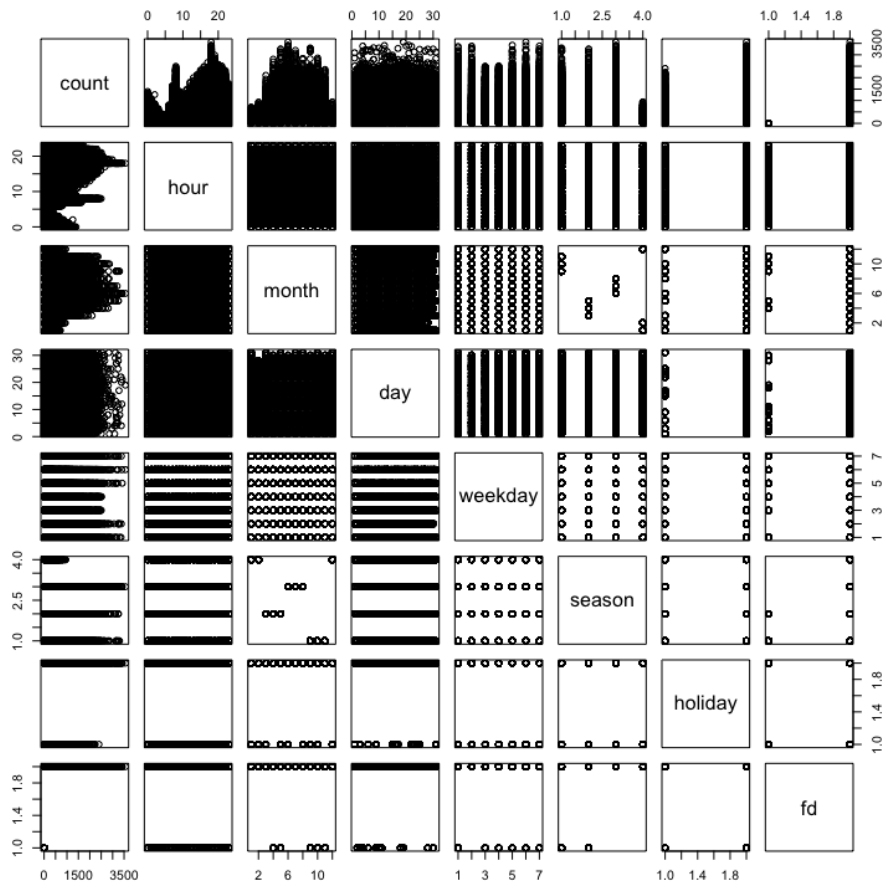 0 10 20 0 10 20 30 1.0 2.5 4.0 1.0 1.4 1.8
count 0 1500 3500
0 10 20 hour
month 2 6 10
0 10 20 30 day
weekday 1 3 5 7
1.0 2.5 4.0 season
holiday 1.0 1.4 1.8
1.0 1.4 1.8 fd
0 1500 3500 2 6 10 1 3 5 7 1.0 1.4 1.8